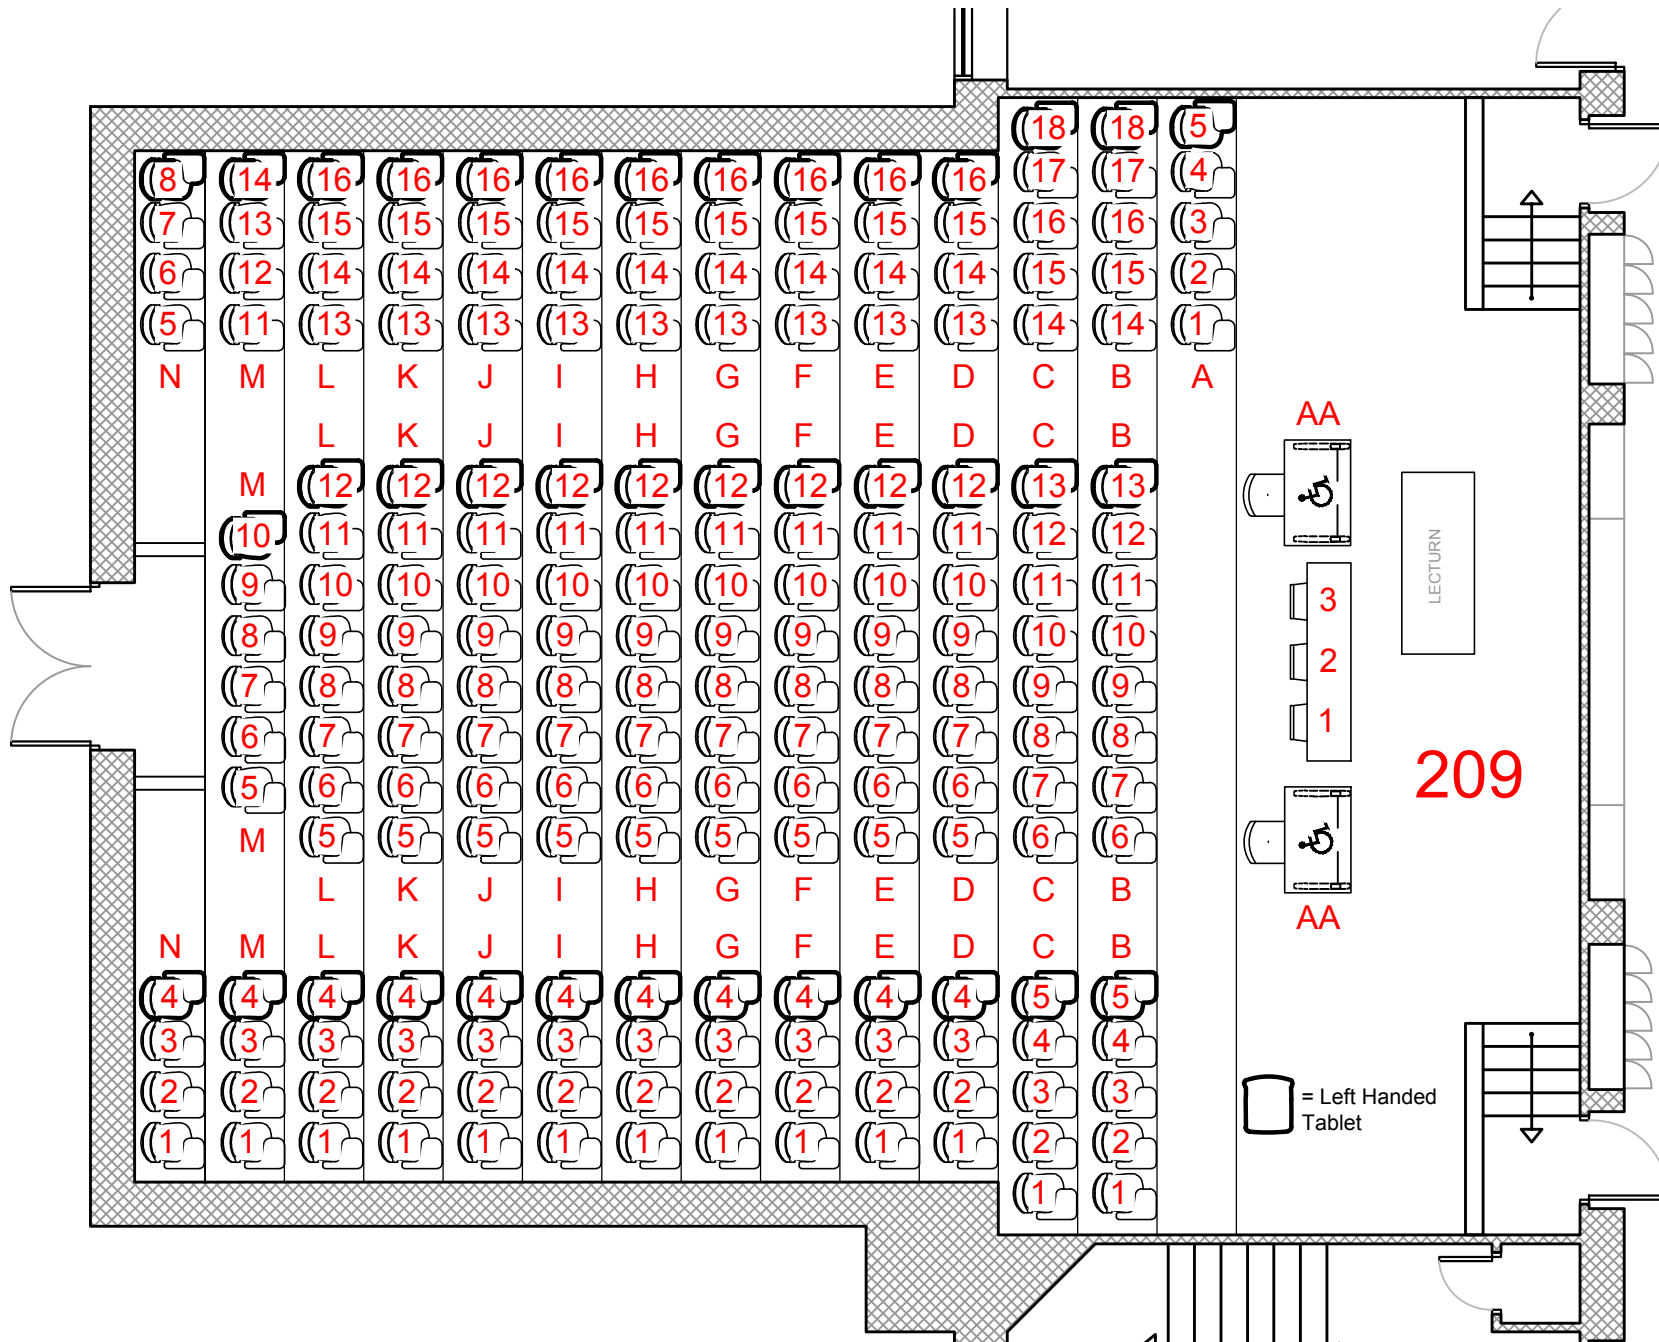 18 18 5
8 14 16 16 16 16 16 16 16 16 16 17 17 4
7 13 15 15 15 15 15 15 15 15 15 16 16 3
6 12 14 14 14 14 14 14 14 14 14 15 15 2
5 11 13 13 13 13 13 13 13 13 13 14 14 1
N M L K J I H G F E D C B A
AA
L K J I H G F E D C B
M 12 12 12 12 12 12 12 12 12 13 13
10 11 11 11 11 11 11 11 11 11 12 12
9 10 10 10 10 10 10 10 10 10 11 11
LECTURN
3
8 9 9 9 9 9 9 9 9 9 10 10
2
7 8 8 8 8 8 8 8 8 8 9 9
1
6 7 7 7 7 7 7 7 7 7 8 8
209
5 6 6 6 6 6 6 6 6 6 7 7
M 5 5 5 5 5 5 5 5 5 6 6
L K J I H G F E D C B
AA
N M L K J I H G F E D C B
4 4 4 4 4 4 4 4 4 4 4 5 5
3 3 3 3 3 3 3 3 3 3 3 4 4
2 2 2 2 2 2 2 2 2 2 2 3 3
= Left Handed
Tablet
1 1 1 1 1 1 1 1 1 1 1 2 2
1 1